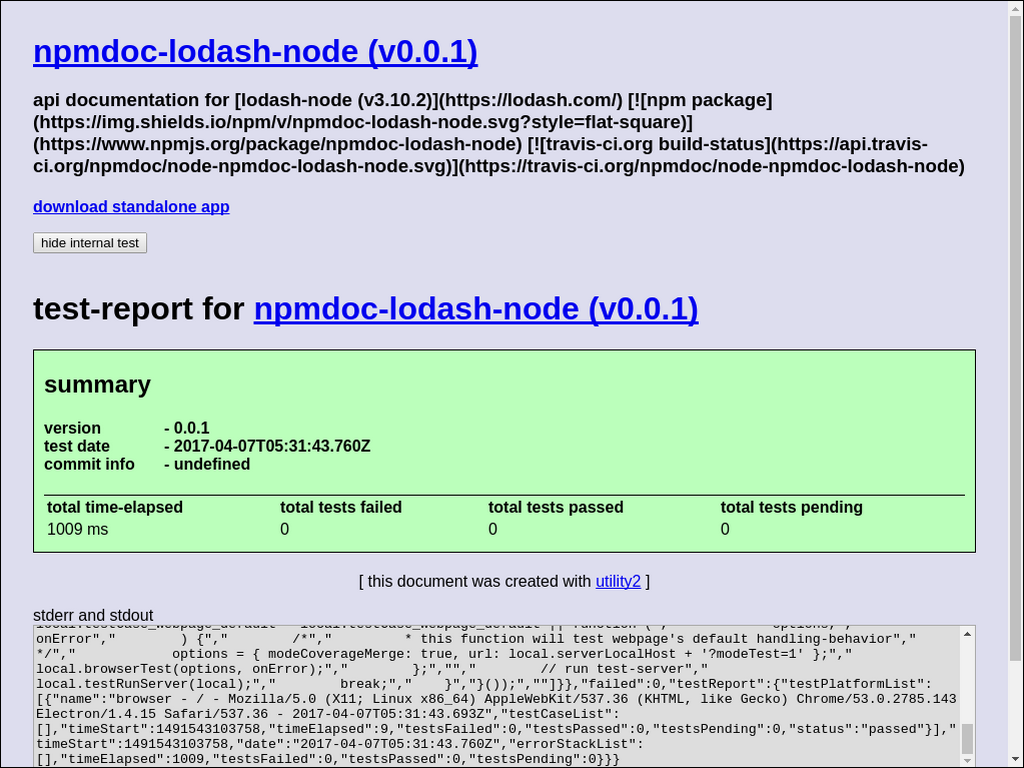 npmdoc-lodash-node (v0.0.1)
api documentation for [lodash-node (v3.10.2)](https://lodash.com/) [![npm package]
(https://img.shields.io/npm/v/npmdoc-lodash-node.svg?style=flat-square)]
(https://www.npmjs.org/package/npmdoc-lodash-node) [![travis-ci.org build-status](https://api.travis-
ci.org/npmdoc/node-npmdoc-lodash-node.svg)](https://travis-ci.org/npmdoc/node-npmdoc-lodash-node)
download standalone app
hide internal test
test-report for npmdoc-lodash-node (v0.0.1)
summary
version - 0.0.1
test date - 2017-04-07T05:31:43.760Z
commit info - undefined
total time-elapsed total tests failed total tests passed total tests pending
1009 ms 0 0 0
[ this document was created with utility2 ]
stderr and stdout
onError","        ) {","        /*","         * this function will test webpage's default handling-behavior","
*/","            options = { modeCoverageMerge: true, url: local.serverLocalHost + '?modeTest=1' };","
local.browserTest(options, onError);","        };","","        // run test-server","
local.testRunServer(local);","        break;","    }","}());",""]}},"failed":0,"testReport":{"testPlatformList":
[{"name":"browser - / - Mozilla/5.0 (X11; Linux x86_64) AppleWebKit/537.36 (KHTML, like Gecko) Chrome/53.0.2785.143
Electron/1.4.15 Safari/537.36 - 2017-04-07T05:31:43.693Z","testCaseList":
[],"timeStart":1491543103758,"timeElapsed":9,"testsFailed":0,"testsPassed":0,"testsPending":0,"status":"passed"}],"
timeStart":1491543103758,"date":"2017-04-07T05:31:43.760Z","errorStackList":
[],"timeElapsed":1009,"testsFailed":0,"testsPassed":0,"testsPending":0}}}